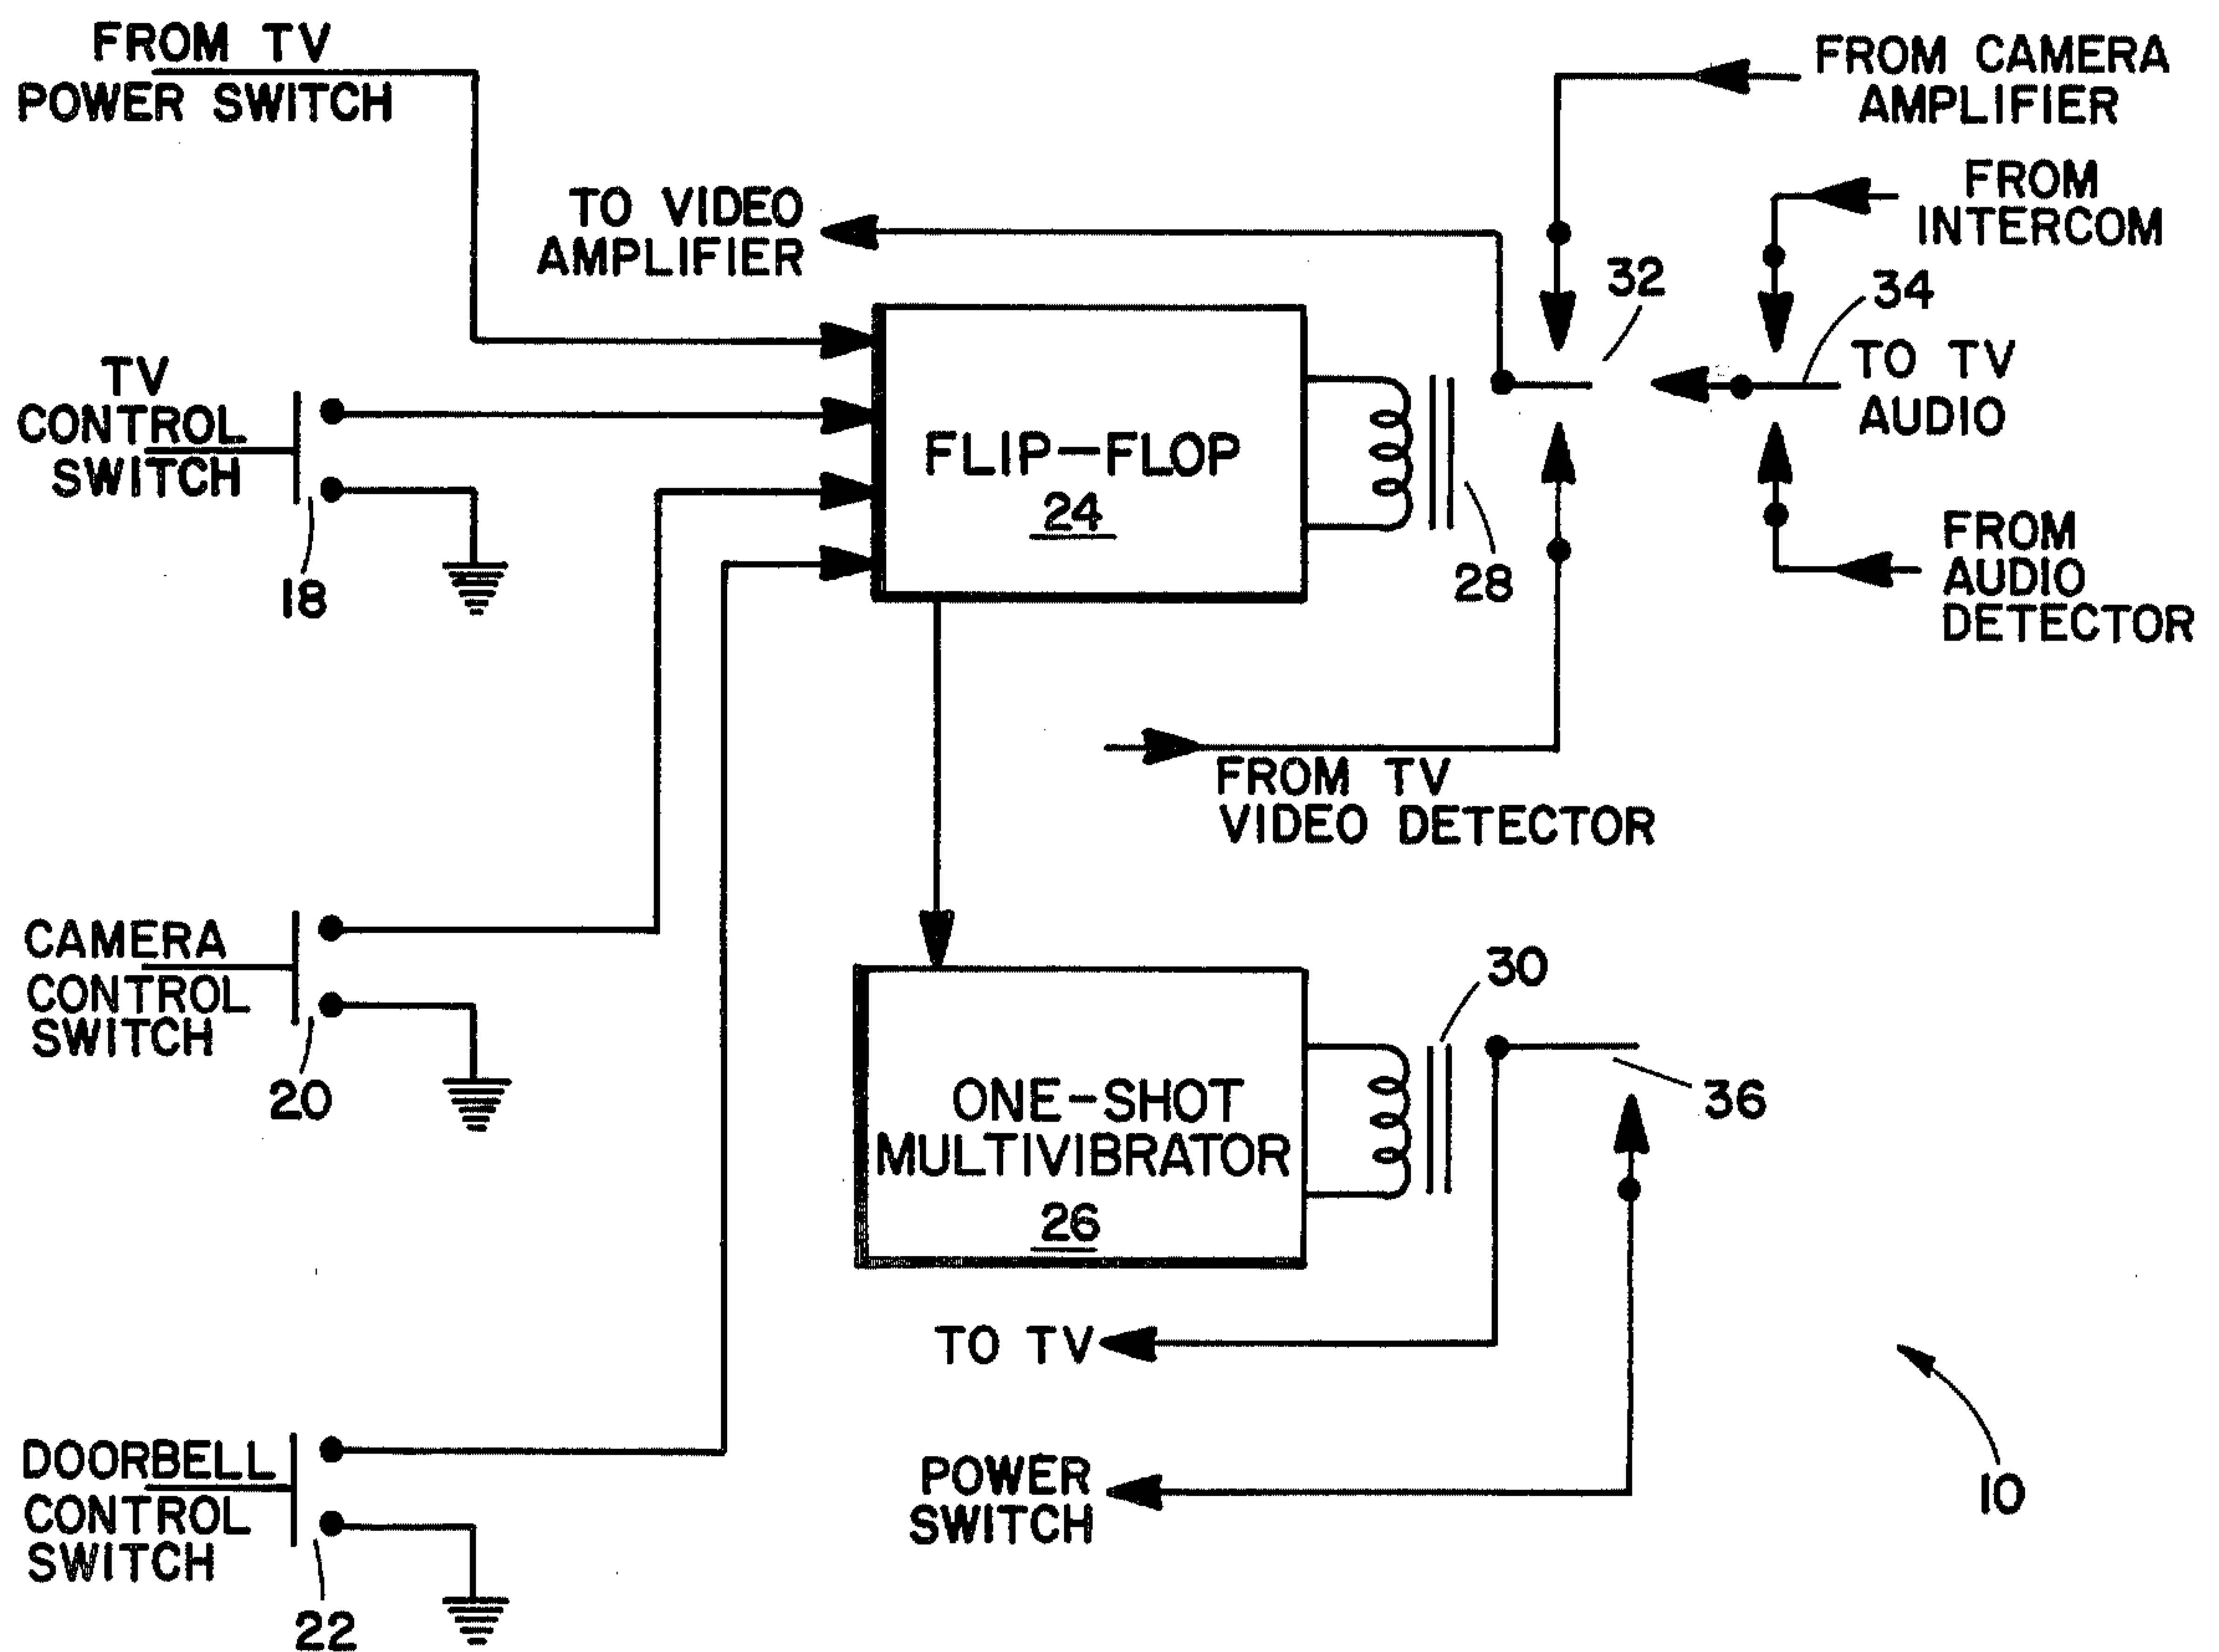 FROM TV
POWER SWITCH
FROM CAMERA
AMPLIFIER
TO VIDEO
AMPLIFIER
FROM
INTERCOM
32
34
TV
CONTROL
SWITCH
18
FLIP-FLOP
24
28
TO TV
AUDIO
FROM
AUDIO
DETECTOR
FROM TV
VIDEO DETECTOR
CAMERA
CONTROL
SWITCH
20
ONE-SHOT
MULTIVIBRATOR
26
30
36
TO TV
POWER
SWITCH
10
DOORBELL
CONTROL
SWITCH
22